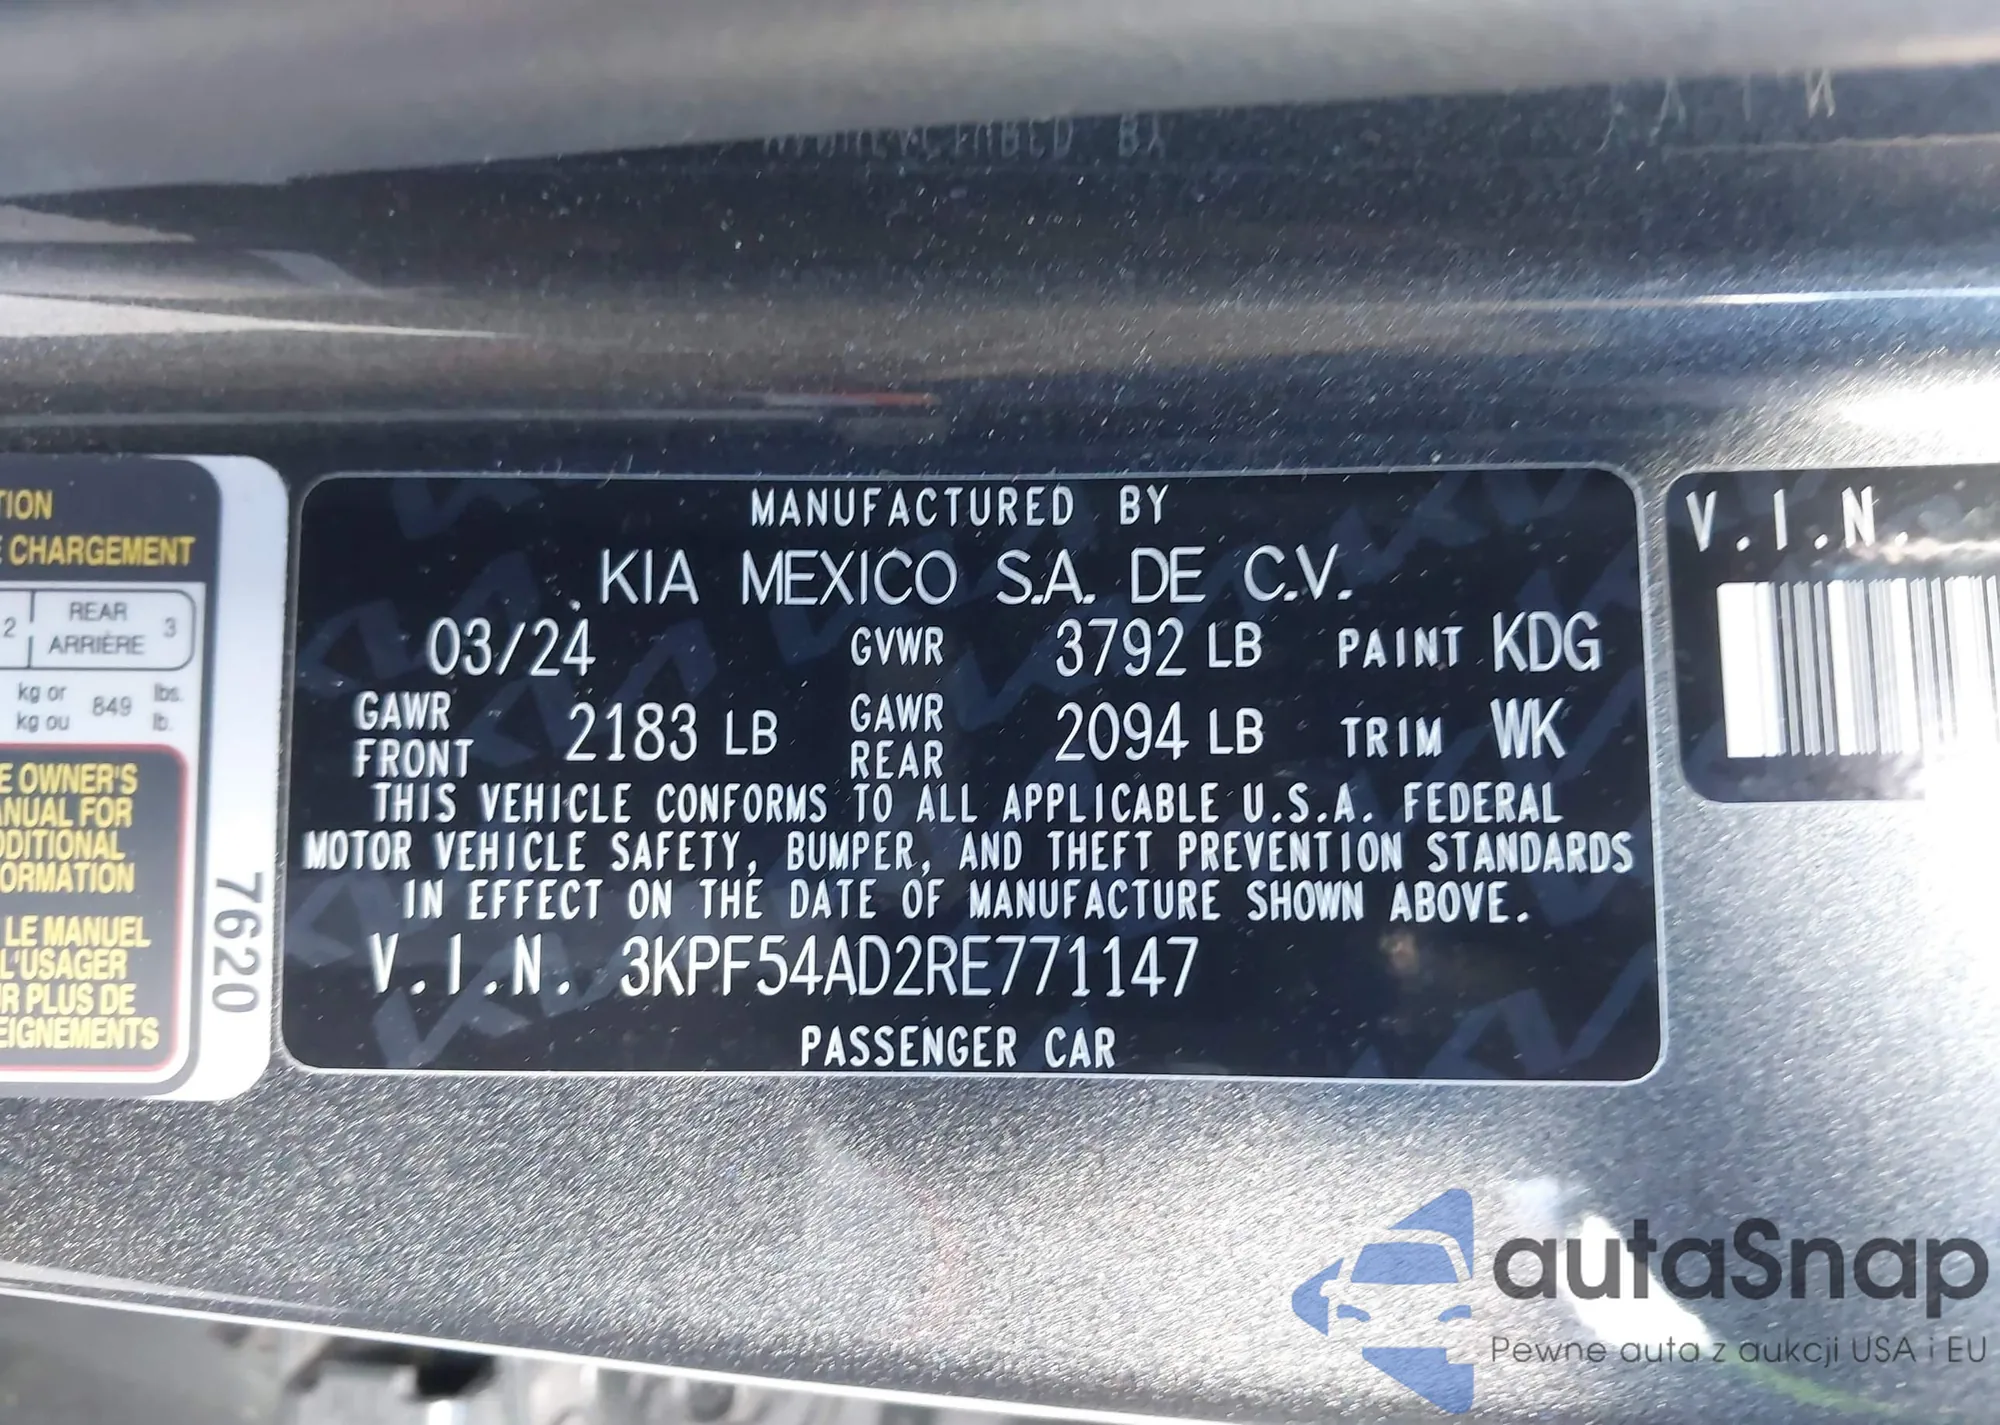 TION
E CHARGEMENT
2 REAR 3
ARRIÈRE
kg or 849 lbs.
kg ou lb.
E OWNER'S
ANUAL FOR
DDITIONAL
FORMATION
LE MANUEL
L'USAGER
R PLUS DE
EIGNEMENTS
7620
MANUFACTURED BY
KIA MEXICO S.A. DE C.V.
03/24 GVWR 3792 LB PAINT KDG
GAWR FRONT 2183 LB GAWR REAR 2094 LB TRIM WK
THIS VEHICLE CONFORMS TO ALL APPLICABLE U.S.A. FEDERAL
MOTOR VEHICLE SAFETY, BUMPER, AND THEFT PREVENTION STANDARDS
IN EFFECT ON THE DATE OF MANUFACTURE SHOWN ABOVE.
V.I.N. 3KPF54AD2RE771147
PASSENGER CAR
V.I.N.
autaSnap
Pewne auta z aukcji USA i EU